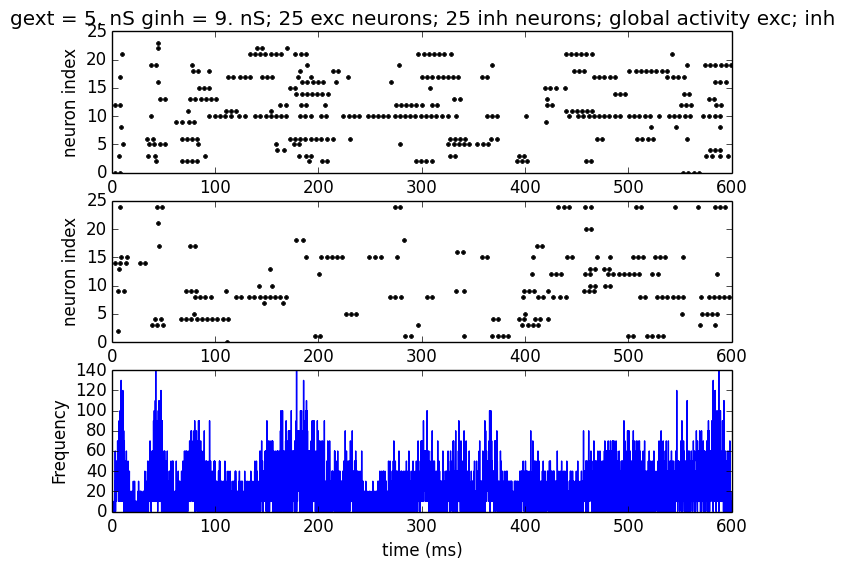 gext = 5. nS ginh = 9. nS; 25 exc neurons; 25 inh neurons; global activity exc; inh
25
20
15
10
5
0
neuron index
0 100 200 300 400 500 600
25
20
15
10
5
0
neuron index
0 100 200 300 400 500 600
140
120
100
80
60
40
20
0
Frequency
0 100 200 300 400 500 600
time (ms)